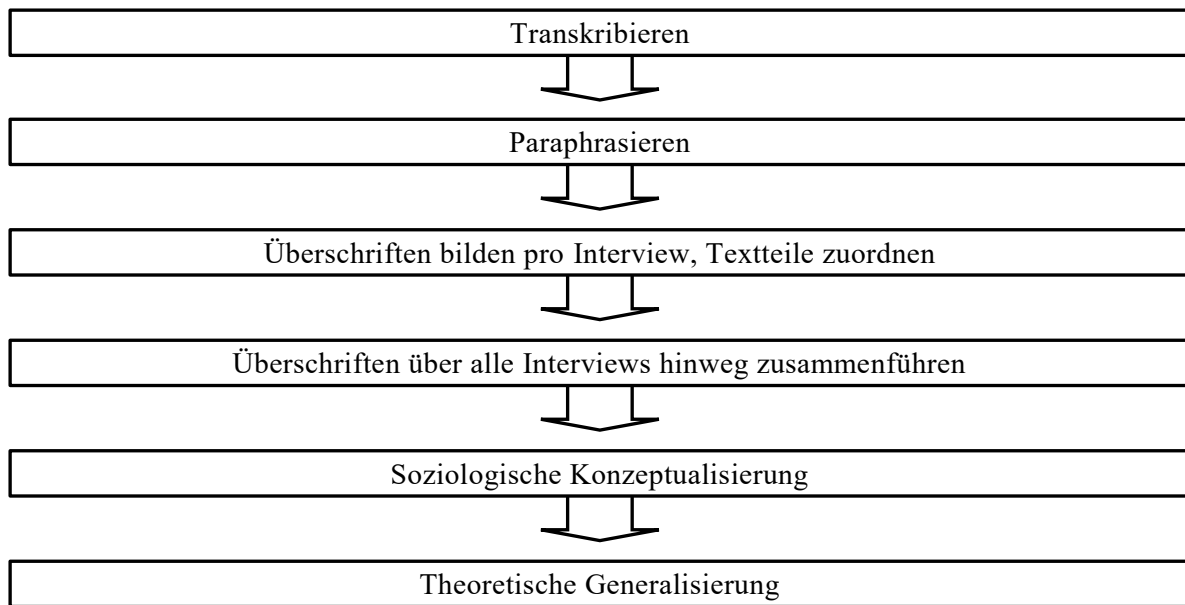 Transkribieren
Paraphrasieren
Überschriften bilden pro Interview, Textteile zuordnen
Überschriften über alle Interviews hinweg zusammenführen
Soziologische Konzeptualisierung
Theoretische Generalisierung